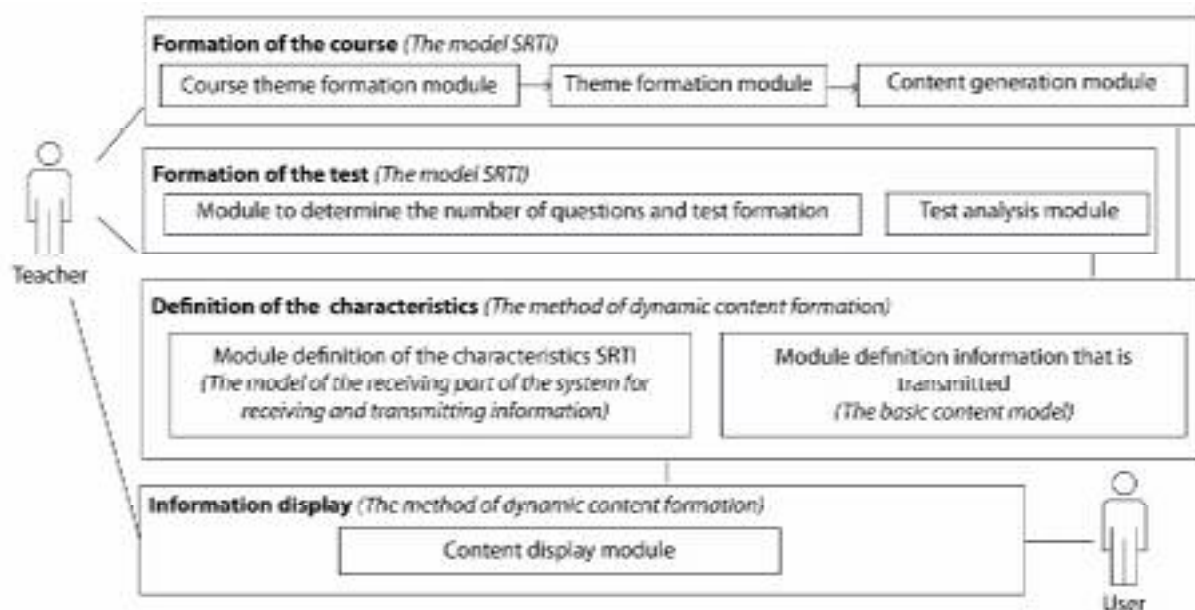 Formation of the course (The model SRTI)
Course theme formation module
Theme formation module
Content generation module
Formation of the test (The model SRTI)
Module to determine the number of questions and test formation
Test analysis module
Teacher
Definition of the characteristics (The method of dynamic content formation)
Module definition of the characteristics SRTI
(The model of the receiving part of the system for
receiving and transmitting information)
Module definition information that is
transmitted
(The basic content model)
Information display (The method of dynamic content formation)
Content display module
User